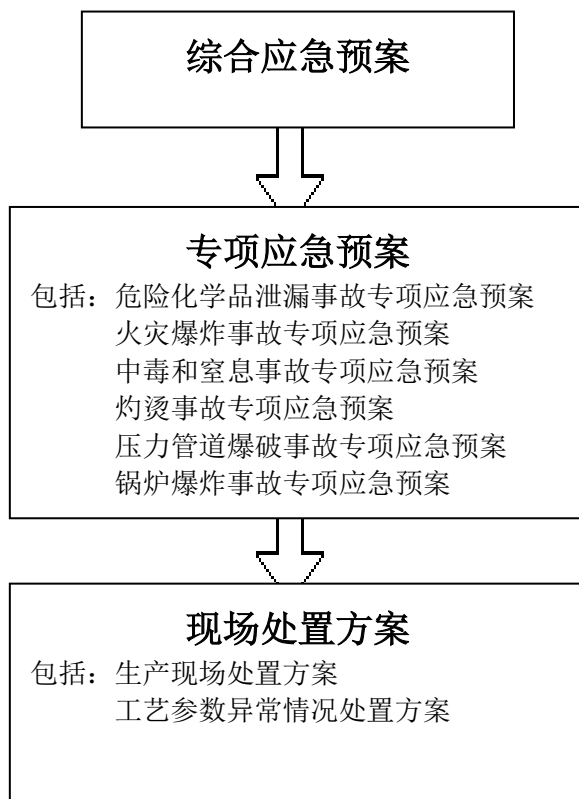 综合应急预案
专项应急预案
包括：危险化学品泄漏事故专项应急预案
火灾爆炸事故专项应急预案
中毒和窒息事故专项应急预案
灼烫事故专项应急预案
压力管道爆破事故专项应急预案
锅炉爆炸事故专项应急预案
现场处置方案
包括：生产现场处置方案
工艺参数异常情况处置方案